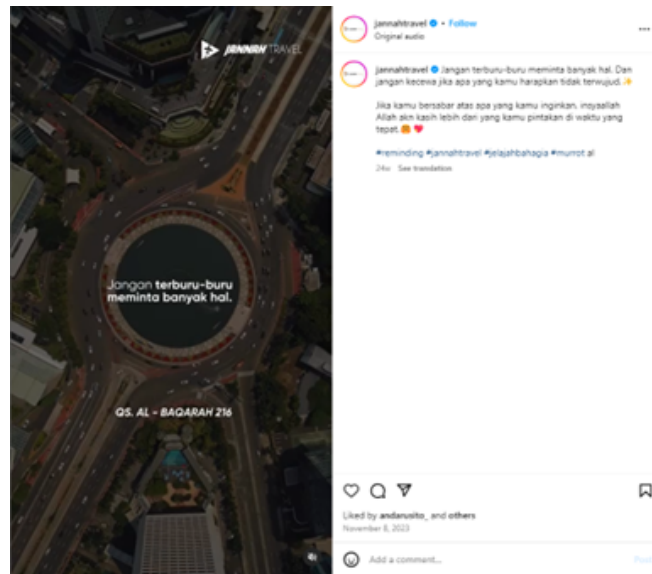 JANNAH TRAVEL
Jangan terburu-buru
meminta banyak hal.
QS. AL - BAQARAH 216
jannahtravel • Follow
Original audio
jannahtravel Jangan terburu-buru meminta banyak hal. Dan
jangan kecewa jika apa yang kamu harapkan tidak terwujud.
Jika kamu bersabar atas apa yang kamu inginkan, insyaallah
Allah akn kasih lebih dari yang kamu pintakan di waktu yang
tepat.
#reminding #jannahtravel #jelajahbahagia #murrot al
24w See translation
Liked by andarusito_ and others
November 8, 2023
Add a comment...
Post